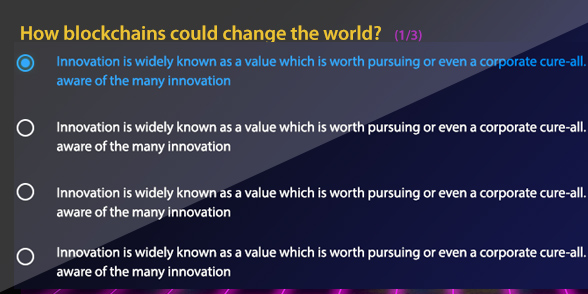 How blockchains could change the world? (1/3)
Innovation is widely known as a value which is worth pursuing or even a corporate cure-all.
aware of the many innovation
Innovation is widely known as a value which is worth pursuing or even a corporate cure-all.
aware of the many innovation
Innovation is widely known as a value which is worth pursuing or even a corporate cure-all.
aware of the many innovation
Innovation is widely known as a value which is worth pursuing or even a corporate cure-all.
aware of the many innovation